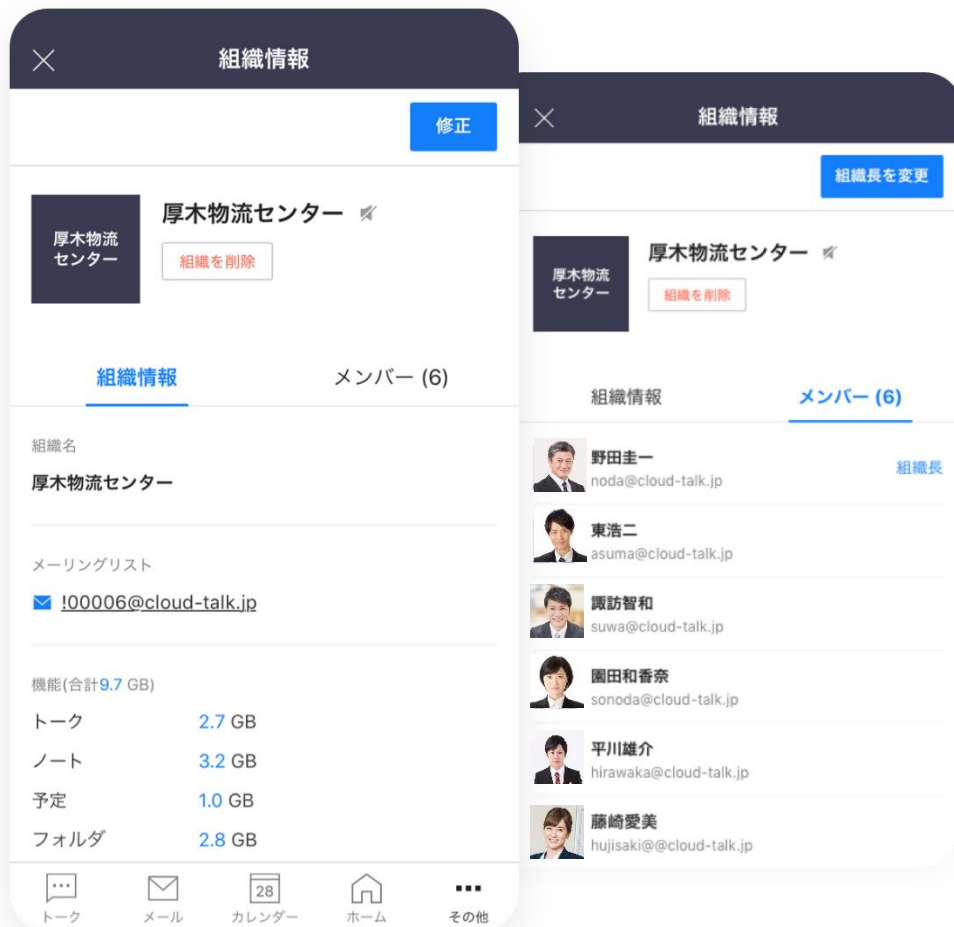 組織情報
修正
厚木物流
センター
厚木物流センター
組織を削除
組織情報
メンバー (6)
組織名
厚木物流センター
メーリングリスト
!00006@cloud-talk.jp
機能(合計9.7 GB)
トーク 2.7 GB
ノート 3.2 GB
予定 1.0 GB
フォルダ 2.8 GB
トーク
メール
28
カレンダー
ホーム
その他
組織情報
組織長を変更
厚木物流
センター
厚木物流センター
組織を削除
組織情報
メンバー (6)
野田圭一
noda@cloud-talk.jp
組織長
東浩二
asuma@cloud-talk.jp
諏訪智和
suwa@cloud-talk.jp
園田和香奈
sonoda@cloud-talk.jp
平川雄介
hirawaka@cloud-talk.jp
藤崎愛美
hujisaki@@cloud-talk.jp